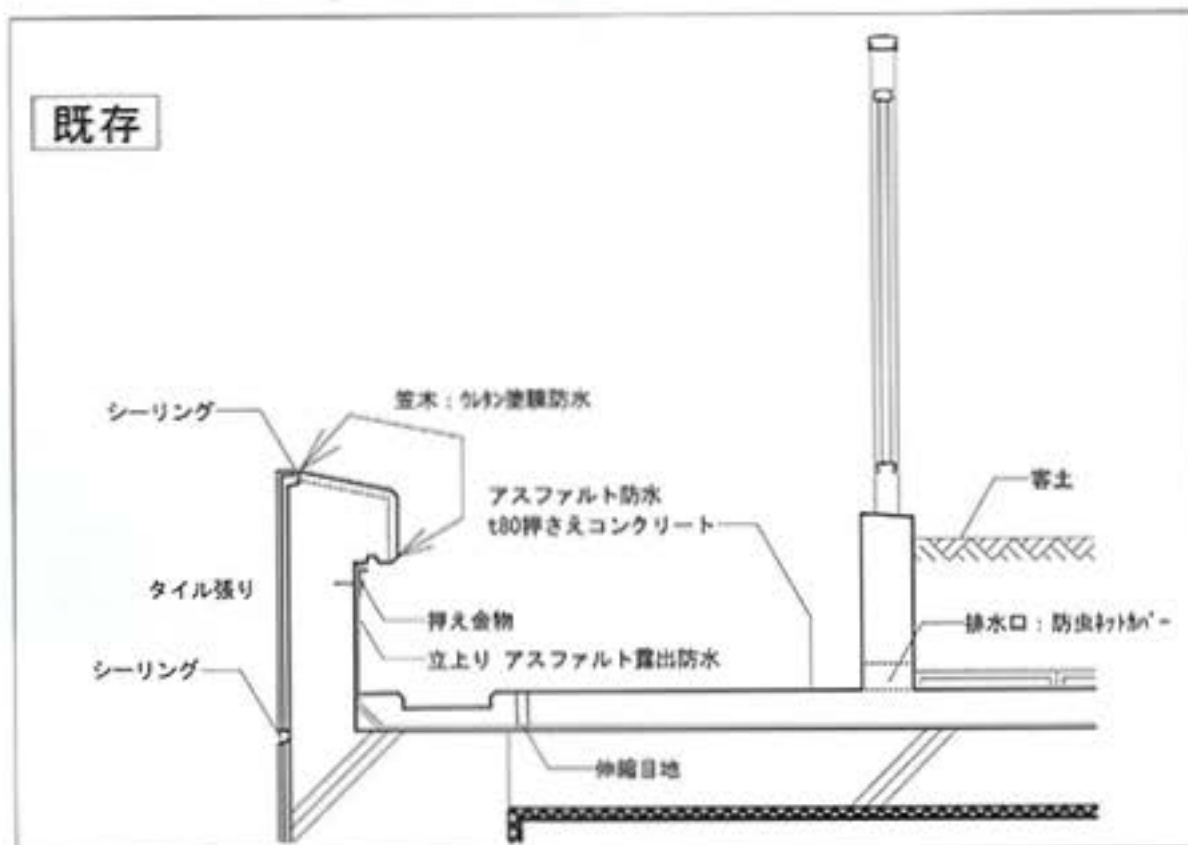 既存
シーリング
笠木：ウレタン塗膜防水
アスファルト防水
t80押さえコンクリート
客土
タイル張り
押え金物
排水口：防虫ネットカバー
立上り アスファルト露出防水
シーリング
伸縮目地